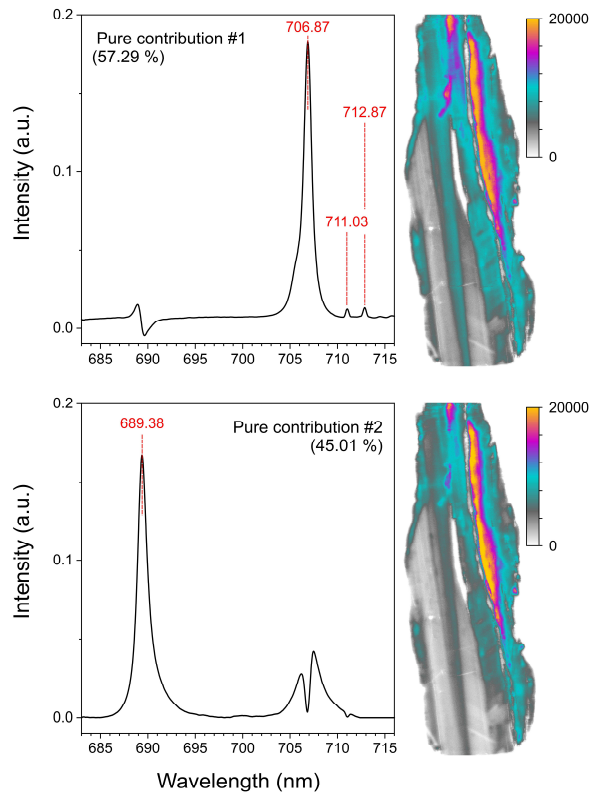 0.2
0.1
0.0
Intensity (a.u.)
Pure contribution #1
(57.29 %)
706.87
712.87
711.03
685 690 695 700 705 710 715
20000
0
0.2
0.1
0.0
Intensity (a.u.)
689.38
Pure contribution #2
(45.01 %)
685 690 695 700 705 710 715
20000
0
Wavelength (nm)